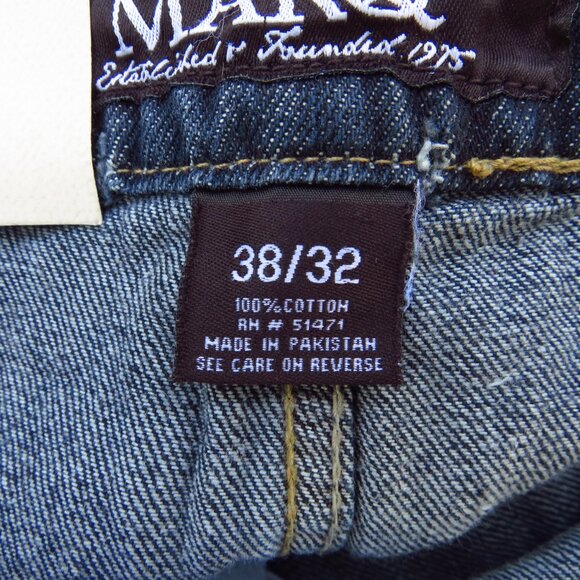 Established & Founded 1975
38/32
100% COTTON
RN # 51471
MADE IN PAKISTAN
SEE CARE ON REVERSE